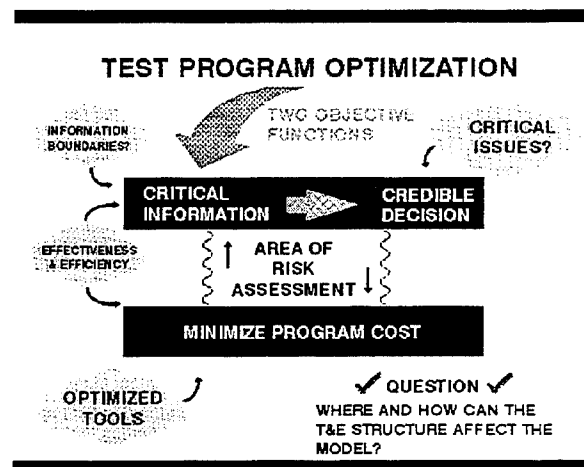 TEST PROGRAM OPTIMIZATION
TWO OBJECTIVE
FUNCTIONS
INFORMATION
BOUNDARIES?
CRITICAL
ISSUES?
CRITICAL
INFORMATION
CREDIBLE
DECISION
EFFECTIVENESS
& EFFICIENCY
AREA OF
RISK
ASSESSMENT
MINIMIZE PROGRAM COST
OPTIMIZED
TOOLS
QUESTION
WHERE AND HOW CAN THE
T&E STRUCTURE AFFECT THE
MODEL?